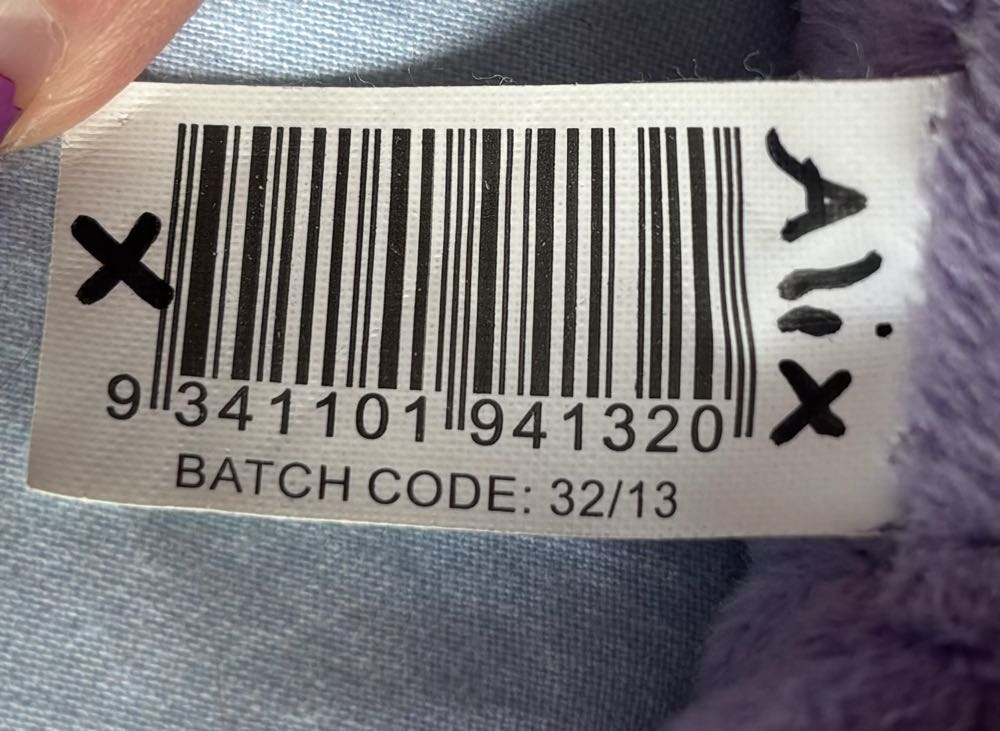 X
9 341101 941320
BATCH CODE: 32/13
Alix